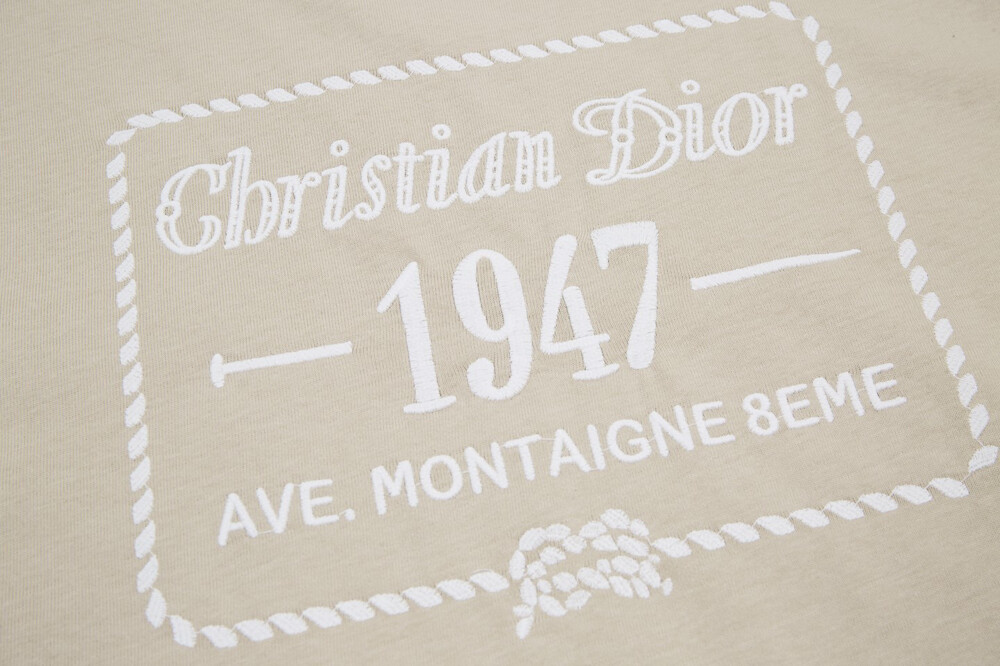 Christian Dior
1947
AVE. MONTAIGNE 8EME